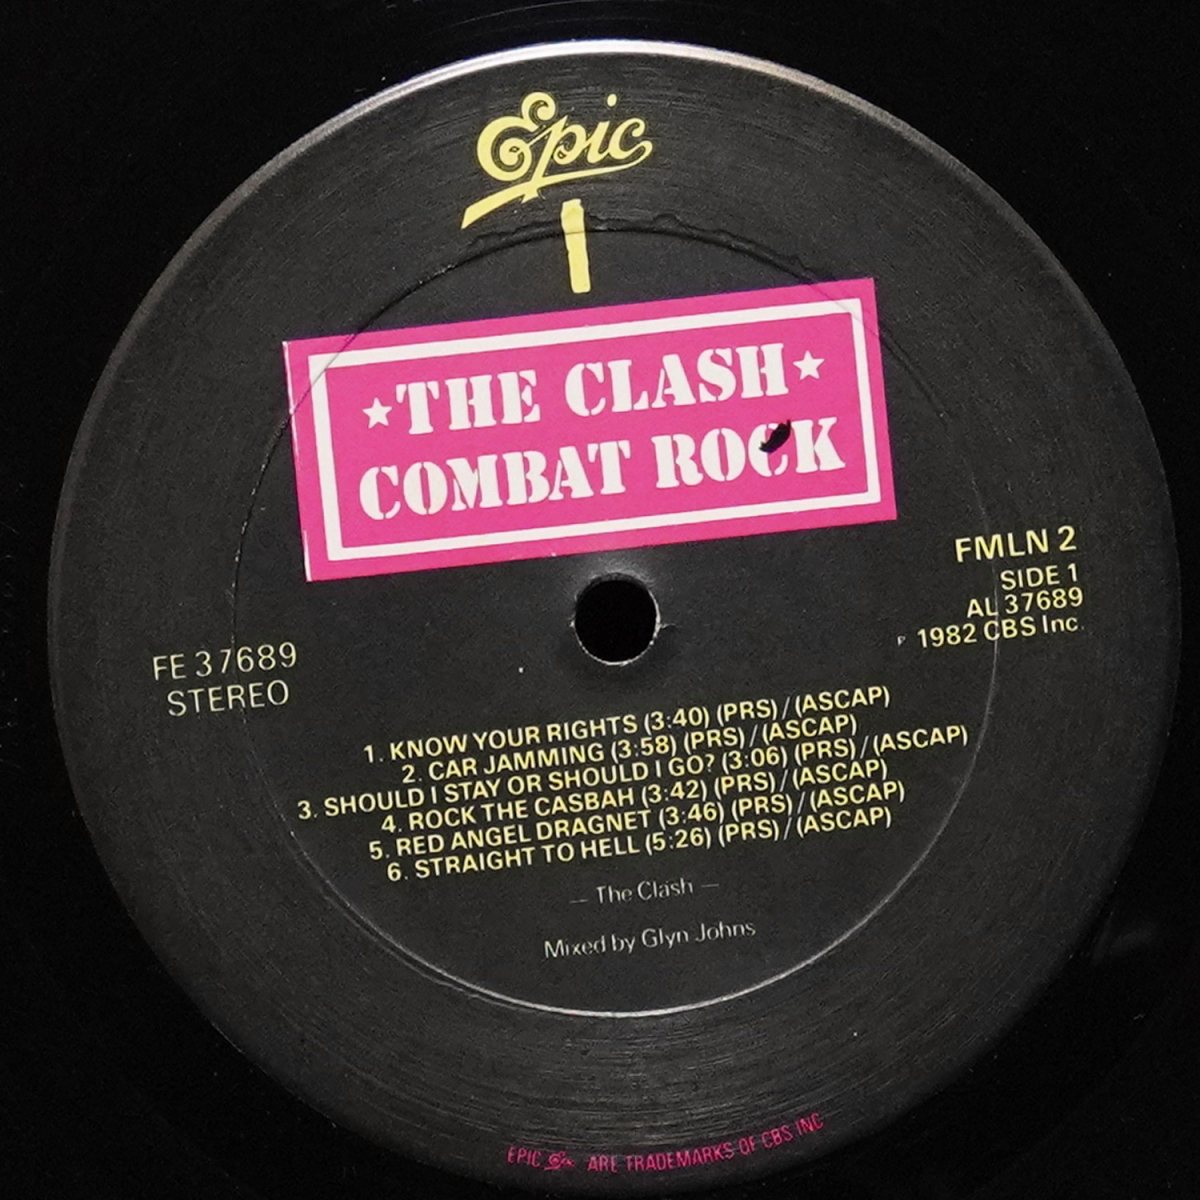 Epic
1
★THE CLASH★
COMBAT ROCK
FMLN 2
SIDE 1
AL 37689
℗ 1982 CBS Inc.
FE 37689
STEREO
1. KNOW YOUR RIGHTS (3:40) (PRS) / (ASCAP)
2. CAR JAMMING (3:58) (PRS) / (ASCAP)
3. SHOULD I STAY OR SHOULD I GO? (3:06) (PRS) / (ASCAP)
4. ROCK THE CASBAH (3:42) (PRS) / (ASCAP)
5. RED ANGEL DRAGNET (3:46) (PRS) / (ASCAP)
6. STRAIGHT TO HELL (5:26) (PRS) / (ASCAP)
— The Clash —
Mixed by Glyn Johns
EPIC Epic ARE TRADEMARKS OF CBS INC